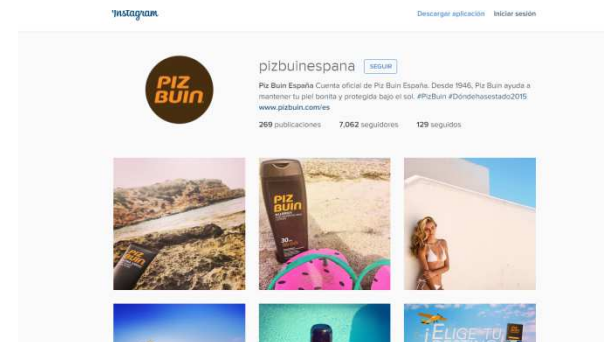 Instagram
Descargar aplicación Iniciar sesión
PIZ
BUIN
pizbuinespana SEGUIR
Piz Buin España Cuenta oficial de Piz Buin España. Desde 1946, Piz Buin ayuda a
mantener tu piel bonita y protegida bajo el sol. #PizBuin #Dóndehasestado2015
www.pizbuin.com/es
269 publicaciones 7,062 seguidores 129 seguidos
PIZ
BUIN
PIZ
BUIN
30
¡ELIGE TU